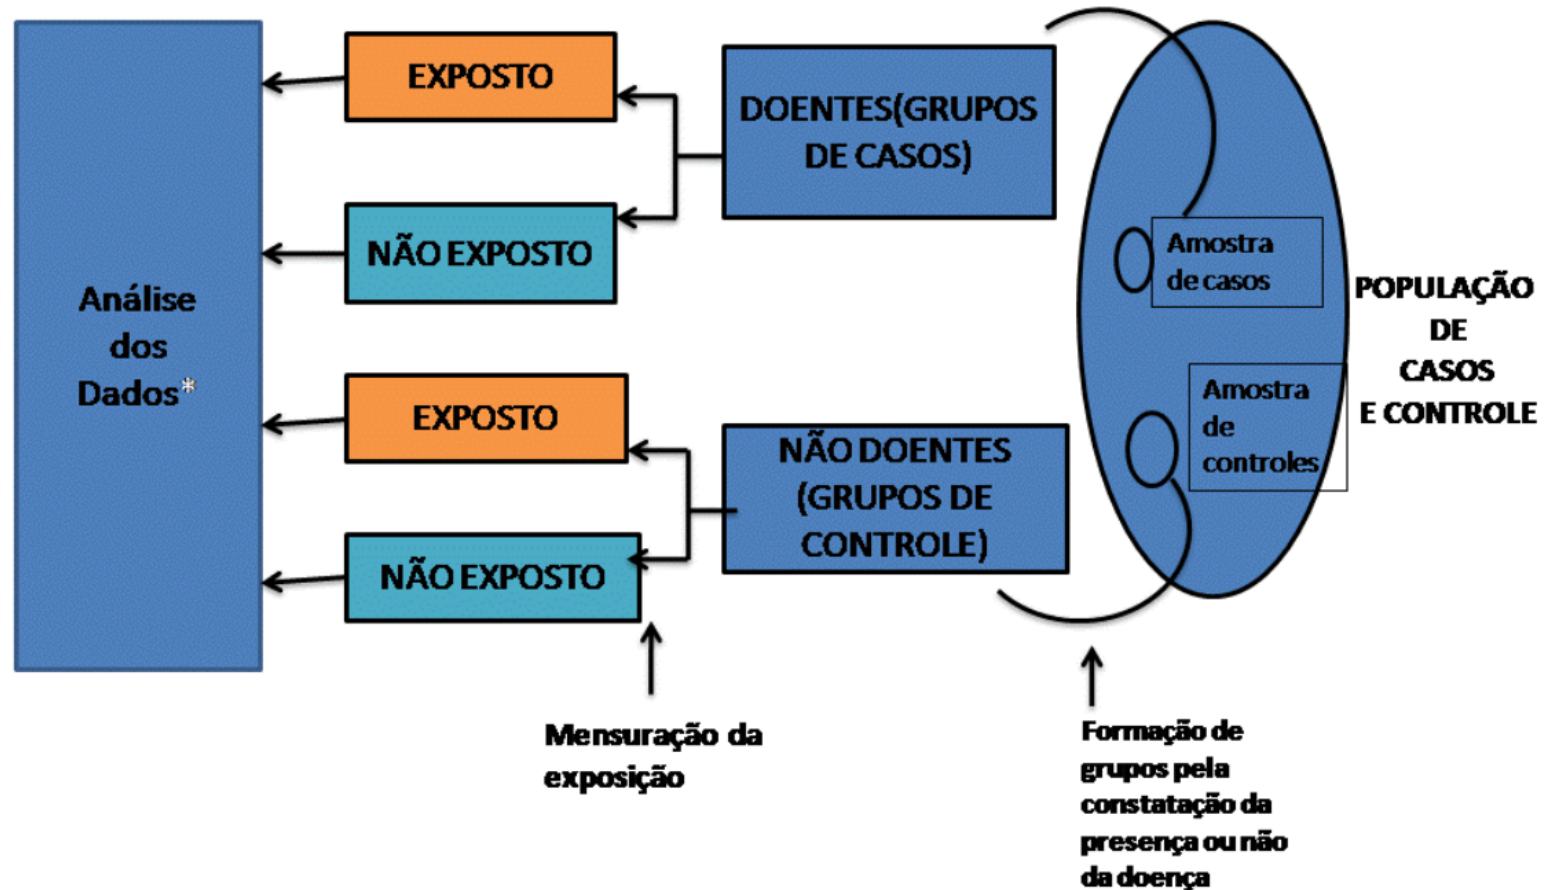 EXPOSTO
NÃO EXPOSTO
Análise
dos
Dados*
EXPOSTO
NÃO EXPOSTO
DOENTES(GRUPOS
DE CASOS)
NÃO DOENTES
(GRUPOS DE
CONTROLE)
Amostra
de casos
Amostra
de
controles
POPULAÇÃO
DE
CASOS
E CONTROLE
Mensuração da
exposição
Formação de
grupos pela
constatação da
presença ou não
da doença